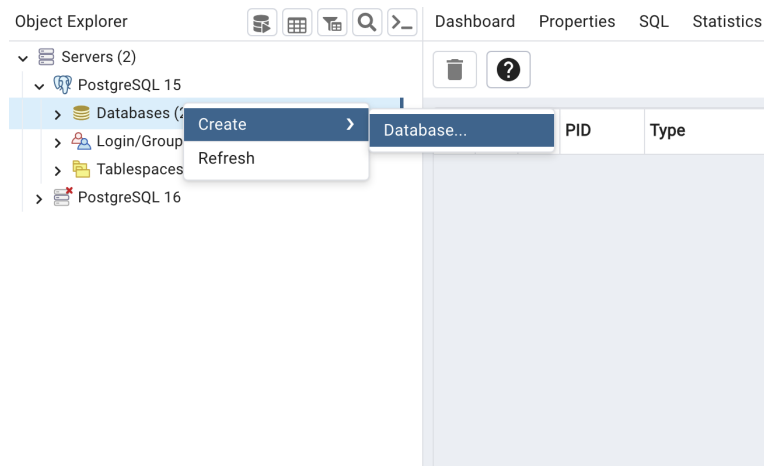 Object Explorer
Dashboard Properties SQL Statistics
Servers (2)
PostgreSQL 15
Databases (2
Create
Database...
PID Type
Login/Group
Refresh
Tablespaces
PostgreSQL 16